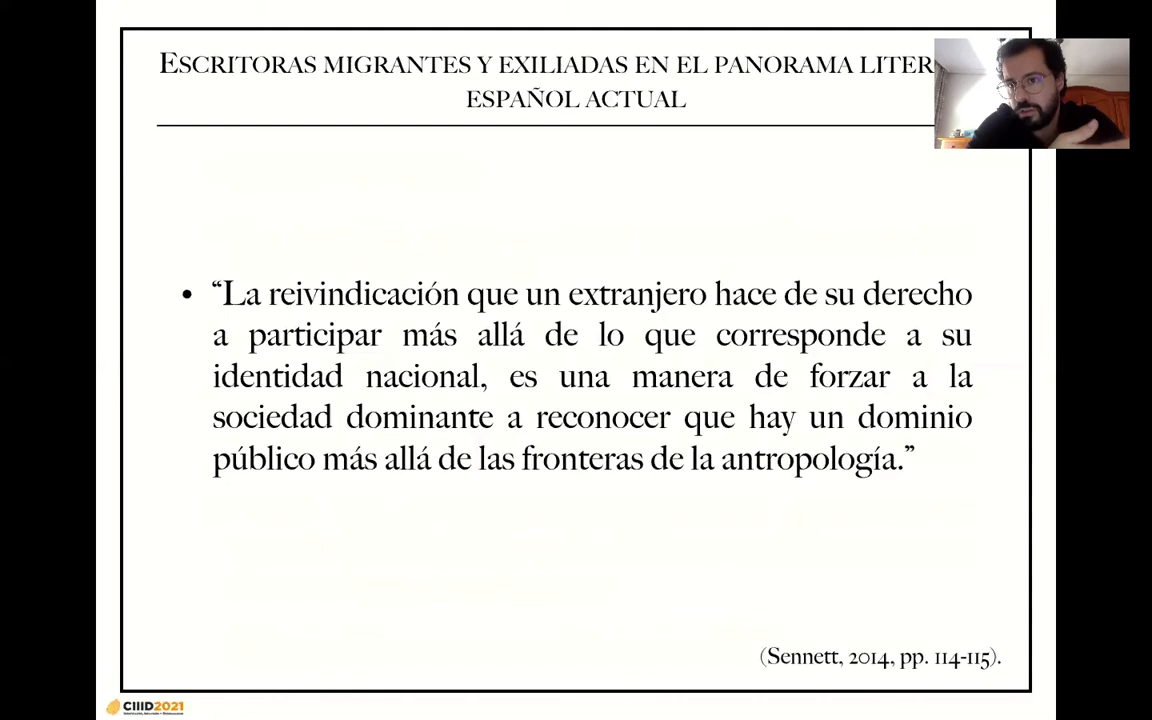 ESCRITORAS MIGRANTES Y EXILIADAS EN EL PANORAMA LITER
ESPAÑOL ACTUAL
• “La reivindicación que un extranjero hace de su derecho
a participar más allá de lo que corresponde a su
identidad nacional, es una manera de forzar a la
sociedad dominante a reconocer que hay un dominio
público más allá de las fronteras de la antropología.”
(Sennett, 2014, pp. 114-115).
CIIID2021